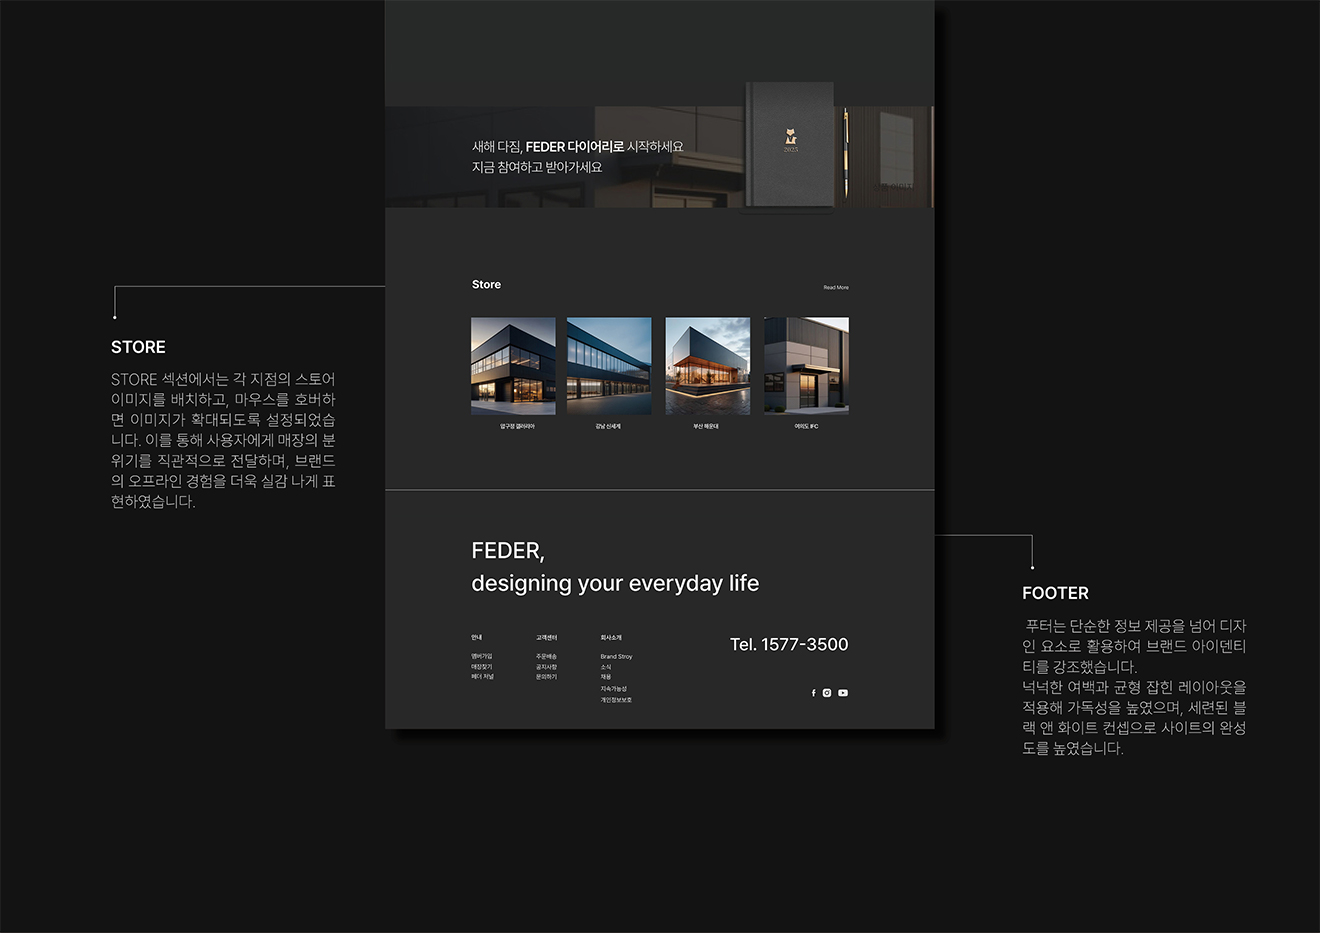 새해 다짐, FEDER 다이어리로 시작하세요
지금 참여하고 받아가세요
2025
Store
Read More
압구정 갤러리아
강남 신세계
부산 해운대
여의도 IFC
STORE
STORE 섹션에서는 각 지점의 스토어
이미지를 배치하고, 마우스를 호버하
면 이미지가 확대되도록 설정되었습
니다. 이를 통해 사용자에게 매장의 분
위기를 직관적으로 전달하며, 브랜드
의 오프라인 경험을 더욱 실감 나게 표
현하였습니다.
FEDER,
designing your everyday life
안내
멤버가입
매장찾기
페더 저널
고객센터
주문배송
공지사항
문의하기
회사소개
Brand Stroy
소식
채용
지속가능성
개인정보보호
Tel. 1577-3500
FOOTER
푸터는 단순한 정보 제공을 넘어 디자
인 요소로 활용하여 브랜드 아이덴티
티를 강조했습니다.
넉넉한 여백과 균형 잡힌 레이아웃을
적용해 가독성을 높였으며, 세련된 블
랙 앤 화이트 컨셉으로 사이트의 완성
도를 높였습니다.